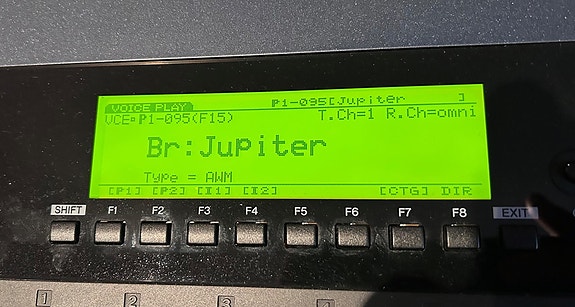 VOICE PLAY P1-095[Jupiter ]
VCE▫P1-095(F15) T.Ch=1 R.Ch=omni
Br:Jupiter
Type = AWM
[P1] [P2] [I1] [I2] [CTG] DIR
SHIFT F1 F2 F3 F4 F5 F6 F7 F8 EXIT
1 2 3